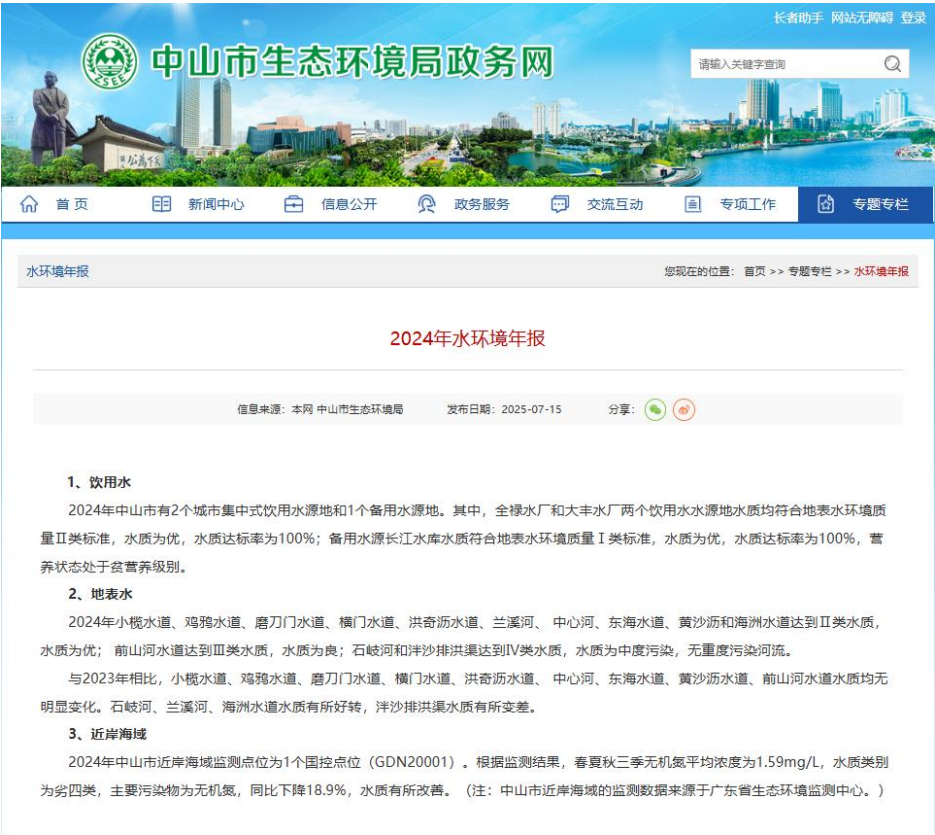 长者助手 网站无障碍 登录
中山市生态环境局政务网
请输入关键字查询
CSEE
天下为公
首页 新闻中心 信息公开 政务服务 交流互动 专项工作 专题专栏
水环境年报 您现在的位置： 首页 >> 专题专栏 >> 水环境年报
2024年水环境年报
信息来源：本网 中山市生态环境局 发布日期：2025-07-15 分享：
1、饮用水
2024年中山市有2个城市集中式饮用水源地和1个备用水源地。其中，全禄水厂和大丰水厂两个饮用水水源地水质均符合地表水环境质
量Ⅱ类标准，水质为优，水质达标率为100%；备用水源长江水库水质符合地表水环境质量Ⅰ类标准，水质为优，水质达标率为100%，营
养状态处于贫营养级别。
2、地表水
2024年小榄水道、鸡鸦水道、磨刀门水道、横门水道、洪奇沥水道、兰溪河、 中心河、东海水道、黄沙沥和海洲水道达到Ⅱ类水质，
水质为优； 前山河水道达到Ⅲ类水质，水质为良；石岐河和泮沙排洪渠达到Ⅳ类水质，水质为中度污染，无重度污染河流。
与2023年相比，小榄水道、鸡鸦水道、磨刀门水道、横门水道、洪奇沥水道、 中心河、东海水道、黄沙沥水道、前山河水道水质均无
明显变化。石岐河、兰溪河、海洲水道水质有所好转，泮沙排洪渠水质有所变差。
3、近岸海域
2024年中山市近岸海域监测点位为1个国控点位（GDN20001）。根据监测结果，春夏秋三季无机氮平均浓度为1.59mg/L，水质类别
为劣四类，主要污染物为无机氮，同比下降18.9%，水质有所改善。（注：中山市近岸海域的监测数据来源于广东省生态环境监测中心。）